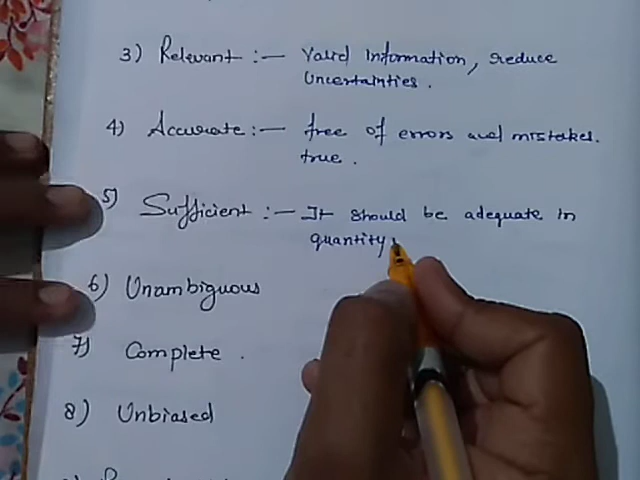 3) Relevant :- Valid Information, reduce
Uncertainties.
4) Accurate :- free of errors and mistakes.
true.
5) Sufficient :- It should be adequate in
quantity
6) Unambiguous
7) Complete .
8) Unbiased